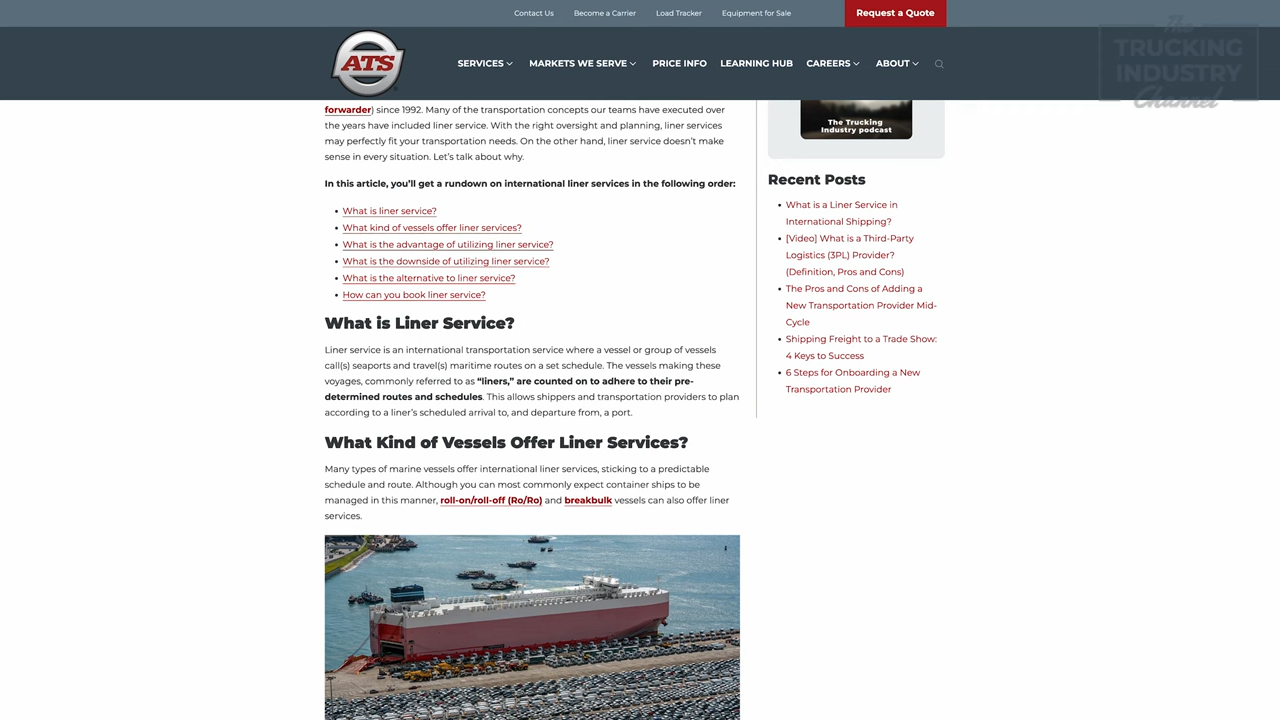 Contact Us Become a Carrier Load Tracker Equipment for Sale Request a Quote
The
TRUCKING
INDUSTRY
Channel
ATS
SERVICES MARKETS WE SERVE PRICE INFO LEARNING HUB CAREERS ABOUT
forwarder) since 1992. Many of the transportation concepts our teams have executed over
the years have included liner service. With the right oversight and planning, liner services
may perfectly fit your transportation needs. On the other hand, liner service doesn’t make
sense in every situation. Let’s talk about why.
In this article, you’ll get a rundown on international liner services in the following order:
• What is liner service?
• What kind of vessels offer liner services?
• What is the advantage of utilizing liner service?
• What is the downside of utilizing liner service?
• What is the alternative to liner service?
• How can you book liner service?
What is Liner Service?
Liner service is an international transportation service where a vessel or group of vessels
call(s) seaports and travel(s) maritime routes on a set schedule. The vessels making these
voyages, commonly referred to as “liners,” are counted on to adhere to their pre-
determined routes and schedules. This allows shippers and transportation providers to plan
according to a liner’s scheduled arrival to, and departure from, a port.
What Kind of Vessels Offer Liner Services?
Many types of marine vessels offer international liner services, sticking to a predictable
schedule and route. Although you can most commonly expect container ships to be
managed in this manner, roll-on/roll-off (Ro/Ro) and breakbulk vessels can also offer liner
services.
The Trucking
Industry podcast
Recent Posts
• What is a Liner Service in
International Shipping?
• [Video] What is a Third-Party
Logistics (3PL) Provider?
(Definition, Pros and Cons)
• The Pros and Cons of Adding a
New Transportation Provider Mid-
Cycle
• Shipping Freight to a Trade Show:
4 Keys to Success
• 6 Steps for Onboarding a New
Transportation Provider